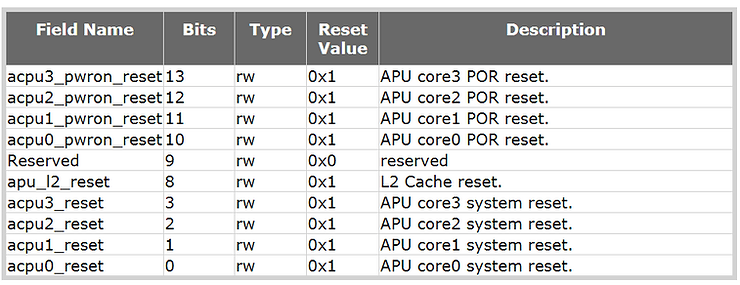 Field Name Bits Type Reset Value Description
acpu3_pwron_reset 13 rw 0x1 APU core3 POR reset.
acpu2_pwron_reset 12 rw 0x1 APU core2 POR reset.
acpu1_pwron_reset 11 rw 0x1 APU core1 POR reset.
acpu0_pwron_reset 10 rw 0x1 APU core0 POR reset.
Reserved 9 rw 0x0 reserved
apu_l2_reset 8 rw 0x1 L2 Cache reset.
acpu3_reset 3 rw 0x1 APU core3 system reset.
acpu2_reset 2 rw 0x1 APU core2 system reset.
acpu1_reset 1 rw 0x1 APU core1 system reset.
acpu0_reset 0 rw 0x1 APU core0 system reset.